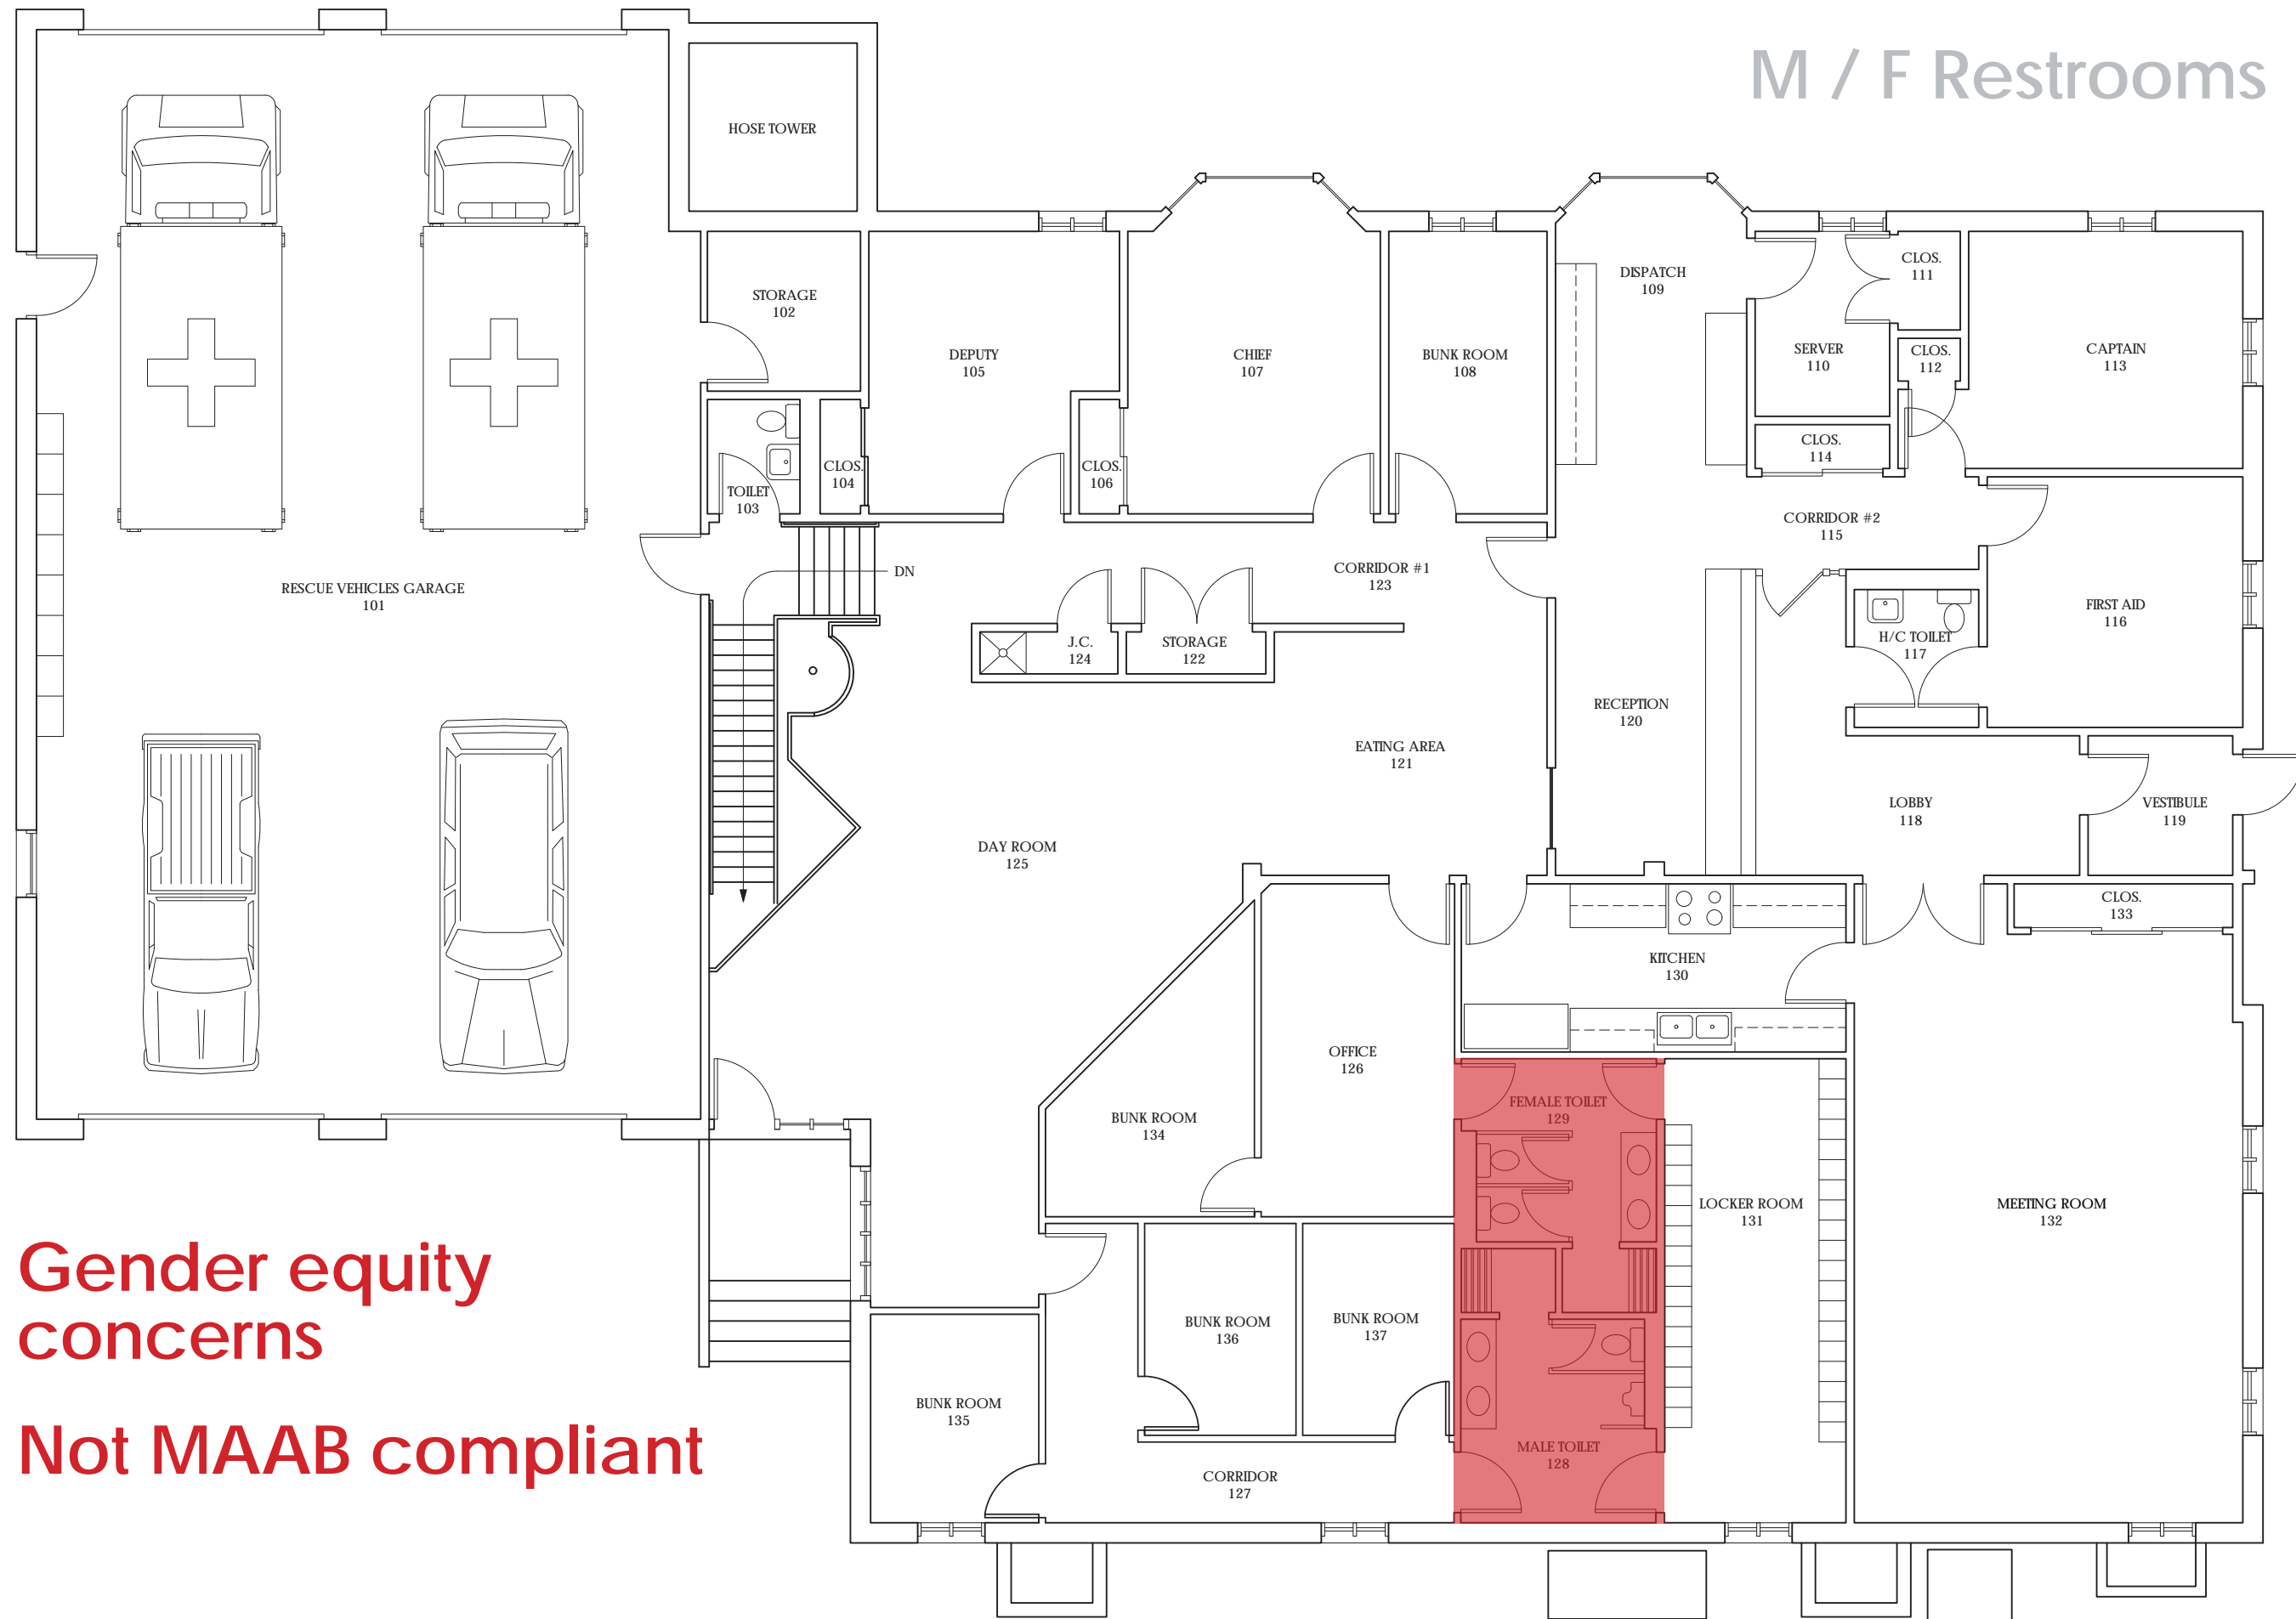 M / F Restrooms
HOSE TOWER
STORAGE
102
DEPUTY
105
CHIEF
107
BUNK ROOM
108
DISPATCH
109
SERVER
110
CLOS.
111
CLOS.
112
CAPTAIN
113
CLOS.
114
TOILET
103
CLOS.
104
CLOS.
106
CORRIDOR #2
115
DN
CORRIDOR #1
123
RESCUE VEHICLES GARAGE
101
J.C.
124
STORAGE
122
H/C TOILET
117
FIRST AID
116
RECEPTION
120
EATING AREA
121
LOBBY
118
VESTIBULE
119
DAY ROOM
125
CLOS.
133
KITCHEN
130
OFFICE
126
BUNK ROOM
134
FEMALE TOILET
129
LOCKER ROOM
131
MEETING ROOM
132
Gender equity
concerns
Not MAAB compliant
BUNK ROOM
136
BUNK ROOM
137
BUNK ROOM
135
MALE TOILET
128
CORRIDOR
127